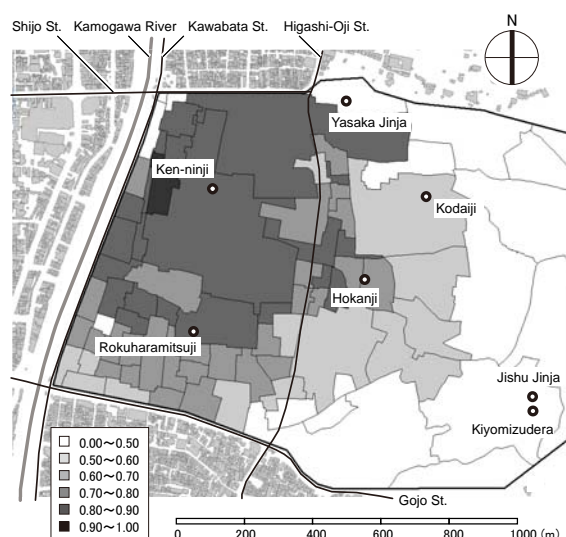 Shijo St.
Kamogawa River
Kawabata St.
Higashi-Oji St.
N
Yasaka Jinja
Ken-ninji
Kodaiji
Hokanji
Rokuharamitsuji
Jishu Jinja
Kiyomizudera
Gojo St.
0.00～0.50
0.50～0.60
0.60～0.70
0.70～0.80
0.80～0.90
0.90～1.00
0 200 400 600 800 1000 (m)